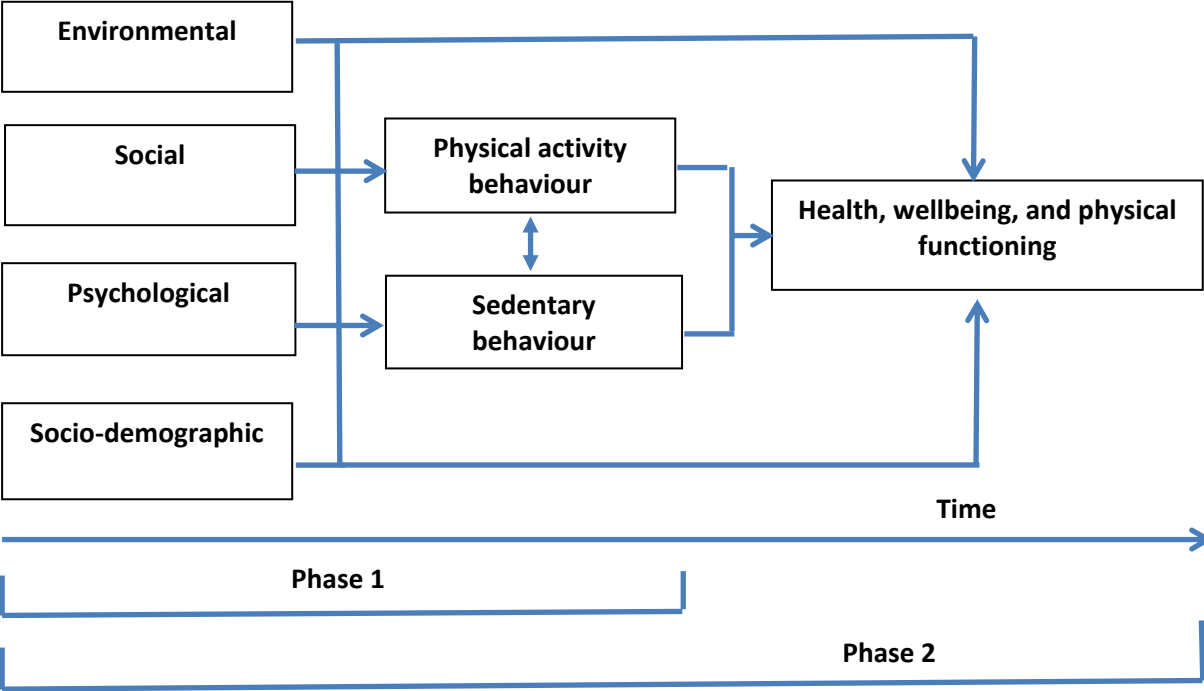 Environmental
Social
Psychological
Socio-demographic
Physical activity
behaviour
Sedentary
behaviour
Health, wellbeing, and physical
functioning
Time
Phase 1
Phase 2